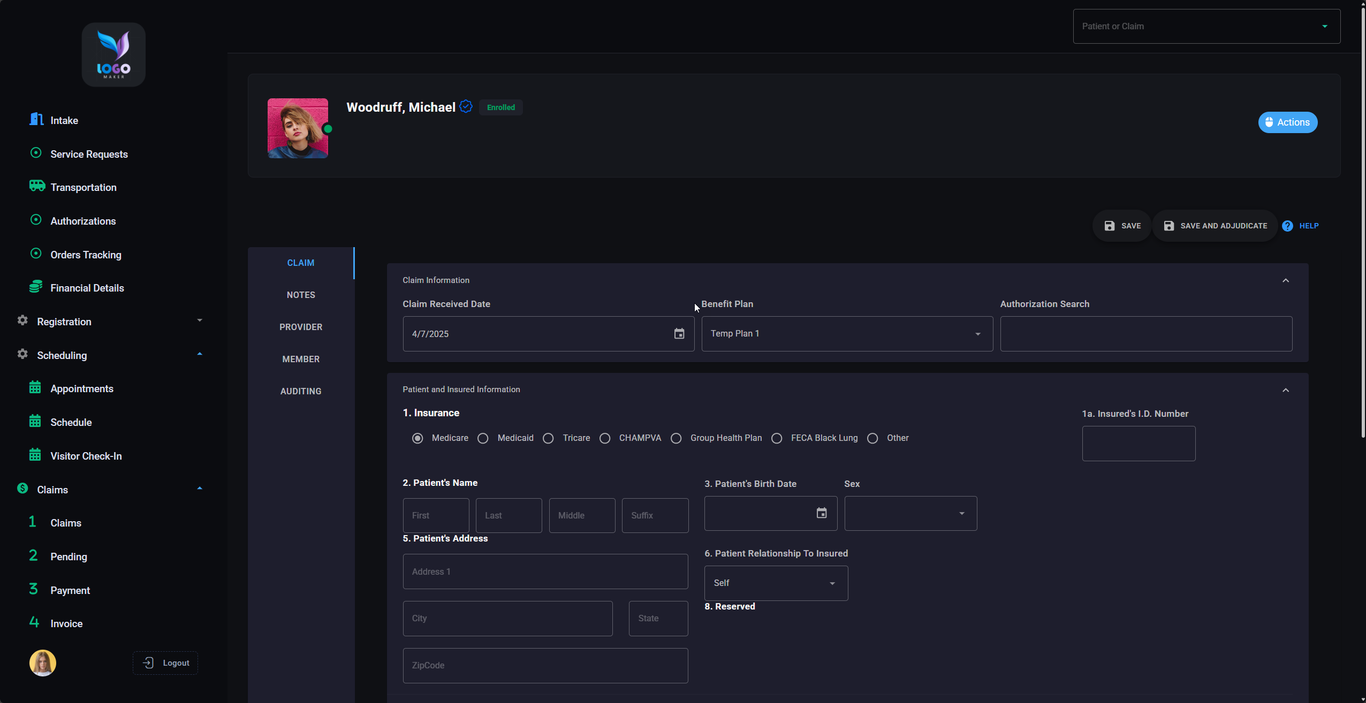 Patient or Claim
LOGO
MAKER
Intake
Service Requests
Transportation
Authorizations
Orders Tracking
Financial Details
Registration
Scheduling
Appointments
Schedule
Visitor Check-In
Claims
1 Claims
2 Pending
3 Payment
4 Invoice
Logout
Woodruff, Michael
Enrolled
Actions
SAVE
SAVE AND ADJUDICATE
? HELP
CLAIM
NOTES
PROVIDER
MEMBER
AUDITING
Claim Information
Claim Received Date
Benefit Plan
Authorization Search
4/7/2025
Temp Plan 1
Patient and Insured Information
1. Insurance
1a. Insured's I.D. Number
Medicare Medicaid Tricare CHAMPVA Group Health Plan FECA Black Lung Other
2. Patient's Name
3. Patient's Birth Date
Sex
First Last Middle Suffix
5. Patient's Address
Address 1
6. Patient Relationship To Insured
Self
8. Reserved
City State
ZipCode